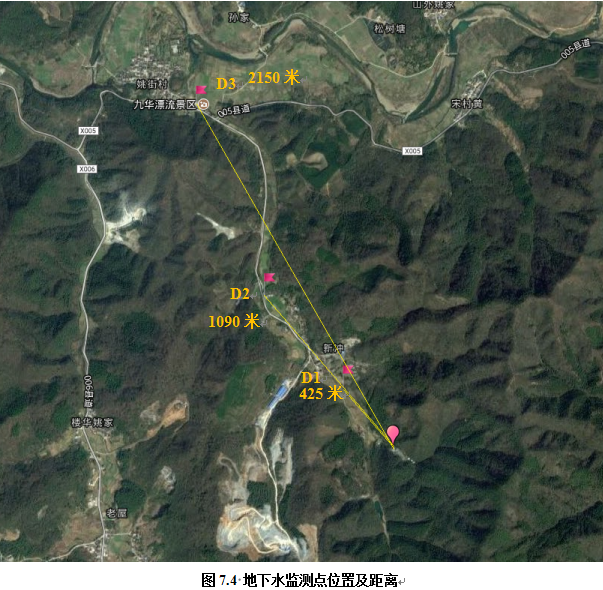 孙家
松树塘
山外姚家
005县道
姚街村
D3
2150 米
九华漂流景区
005县道
宋村黄
X005
X005
X006
D2
1090 米
新冲
D1
425 米
006县道
楼华姚家
老屋
图 7.4 地下水监测点位置及距离